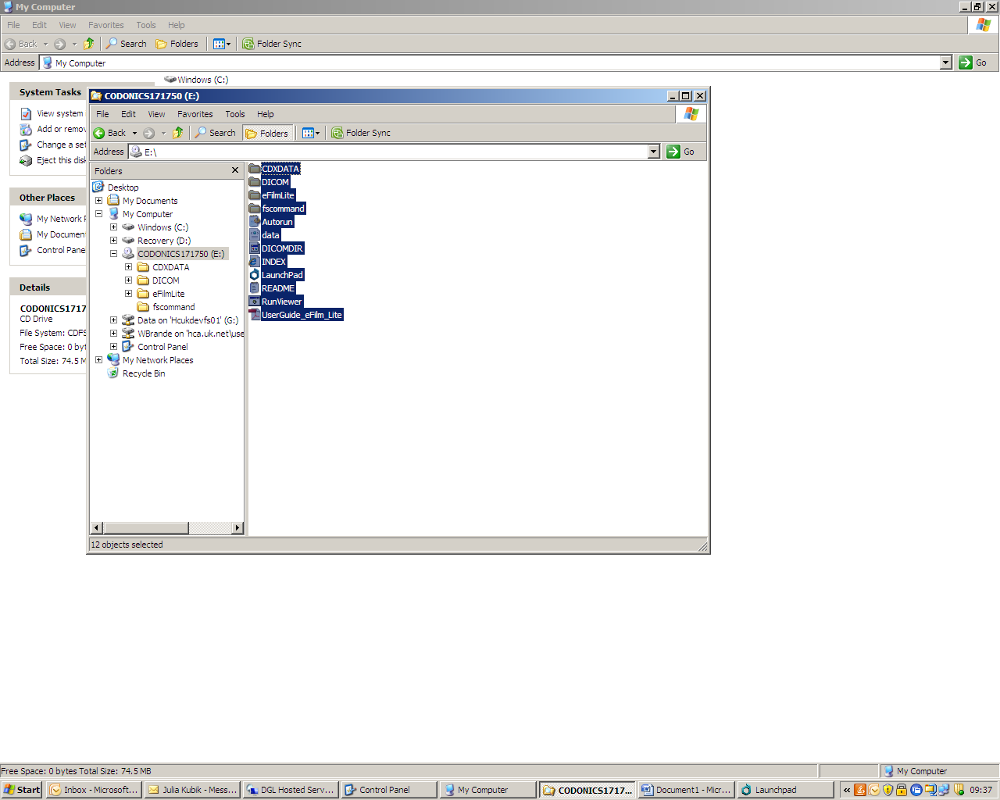 My Computer
File Edit View Favorites Tools Help
Back Search Folders Folder Sync
Address My Computer Go
System Tasks
View system
Add or remov
Change a set
Eject this disk
Other Places
My Network P
My Documen
Control Pane
Details
CODONICS1717
CD Drive
File System: CDFS
Free Space: 0 byt
Total Size: 74.5 M
Windows (C:)
CODONICS171750 (E:)
File Edit View Favorites Tools Help
Back Search Folders Folder Sync
Address E:\ Go
Folders
Desktop
My Documents
My Computer
Windows (C:)
Recovery (D:)
CODONICS171750 (E:)
CDXDATA
DICOM
eFilmLite
fscommand
Data on 'Hcukdevfs01' (G:)
WBrande on 'hca.uk.net\use
Control Panel
My Network Places
Recycle Bin
CDXDATA
DICOM
eFilmLite
fscommand
Autorun
data
DICOMDIR
INDEX
LaunchPad
README
RunViewer
UserGuide_eFilm_Lite
12 objects selected
Free Space: 0 bytes Total Size: 74.5 MB My Computer
Start Inbox - Microsoft... Julia Kubik - Mess... DGL Hosted Serv... Control Panel My Computer CODONICS1717... Document1 - Micr... Launchpad « 09:37